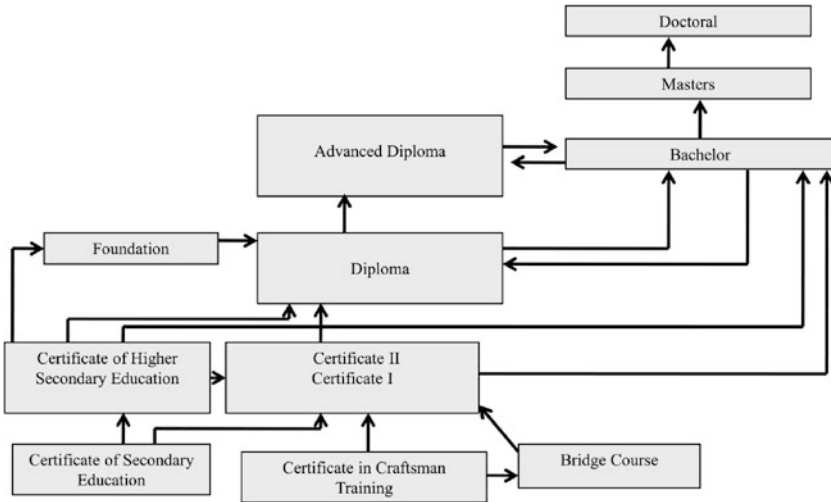 Doctoral
Masters
Advanced Diploma
Bachelor
Foundation
Diploma
Certificate of Higher
Secondary Education
Certificate II
Certificate I
Certificate of Secondary
Education
Certificate in Craftsman
Training
Bridge Course